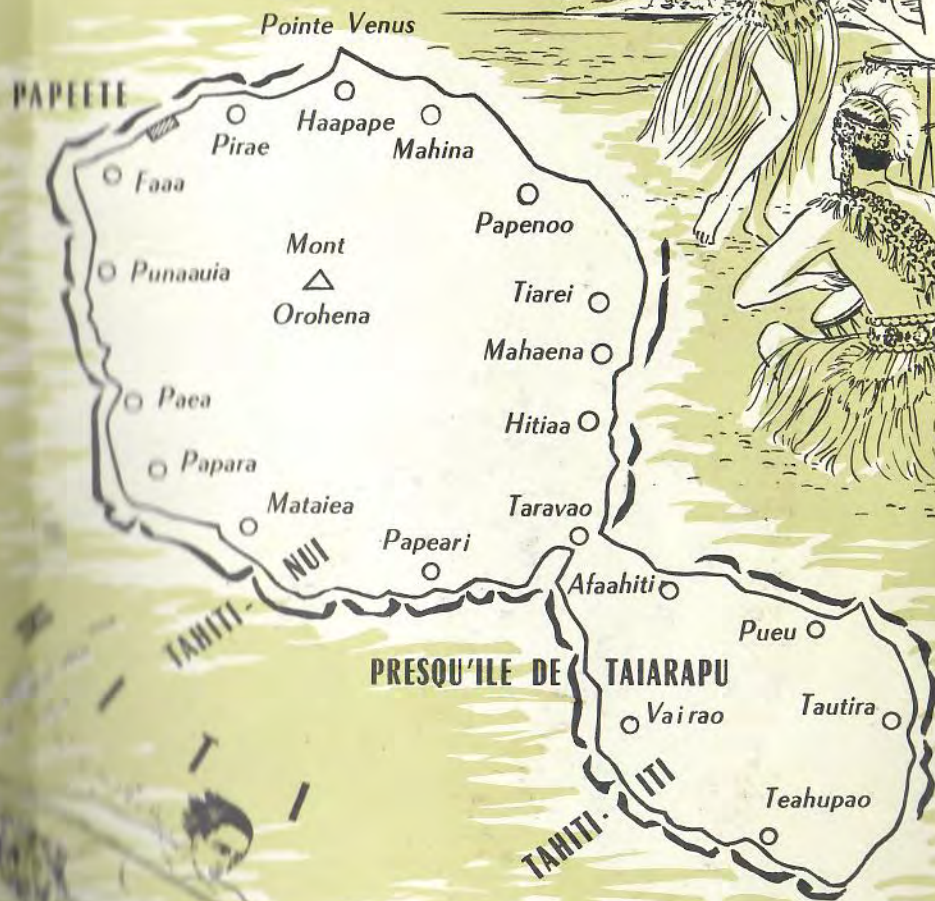 Pointe Venus
PAPEETE
Pirae
Haapape
Mahina
Faaa
Papenoo
Punaauia
Mont
Orohena
Tiarei
Mahaena
Paea
Hitiaa
Papara
Mataiea
Taravao
Papeari
TAHITI-NUI
Afaahiti
Pueu
PRESQU'ILE DE TAIARAPU
Vairao
Tautira
TAHITI-ITI
Teahupao
I
T
I